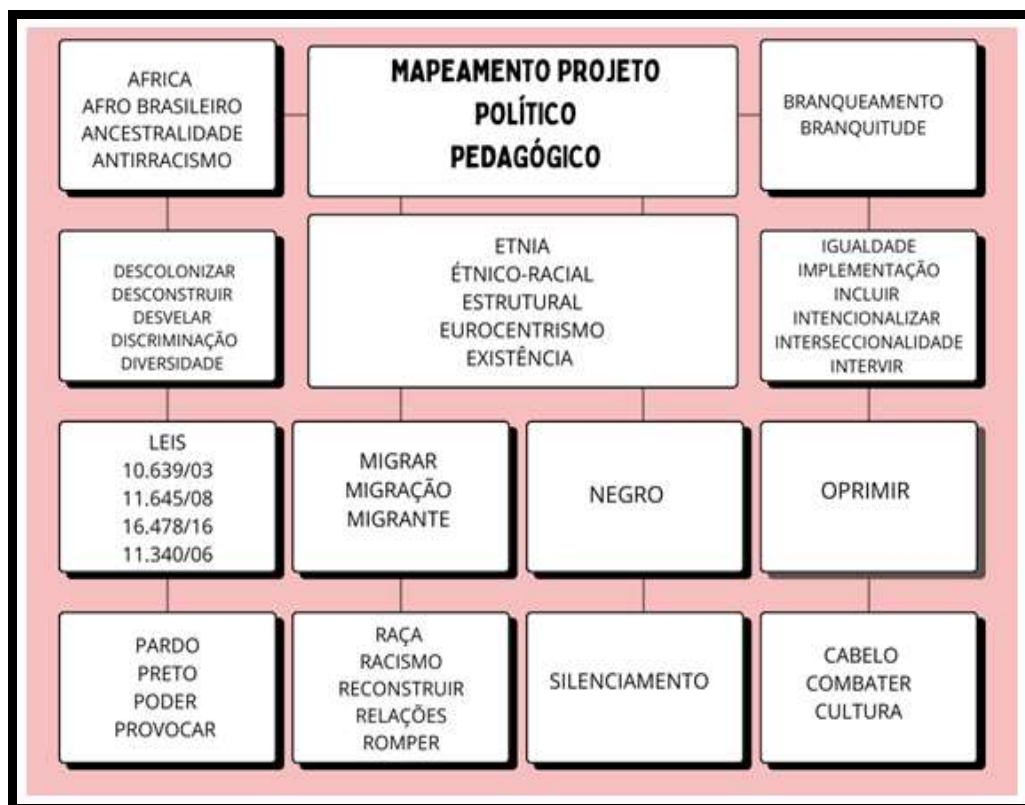 AFRICA
AFRO BRASILEIRO
ANCESTRALIDADE
ANTIRRACISMO
MAPEAMENTO PROJETO
POLÍTICO
PEDAGÓGICO
BRANQUEAMENTO
BRANQUITUDE
DESCOLONIZAR
DESCONSTRUIR
DESVELAR
DISCRIMINAÇÃO
DIVERSIDADE
ETNIA
ÉTNICO-RACIAL
ESTRUTURAL
EUROCENTRISMO
EXISTÊNCIA
IGUALDADE
IMPLEMENTAÇÃO
INCLUIR
INTENCIONALIZAR
INTERSECCIONALIDADE
INTERVIR
LEIS
10.639/03
11.645/08
16.478/16
11.340/06
MIGRAR
MIGRAÇÃO
MIGRANTE
NEGRO
OPRIMIR
PARDO
PRETO
PODER
PROVOCAR
RAÇA
RACISMO
RECONSTRUIR
RELAÇÕES
ROMPER
SILENCIAMENTO
CABELO
COMBATER
CULTURA